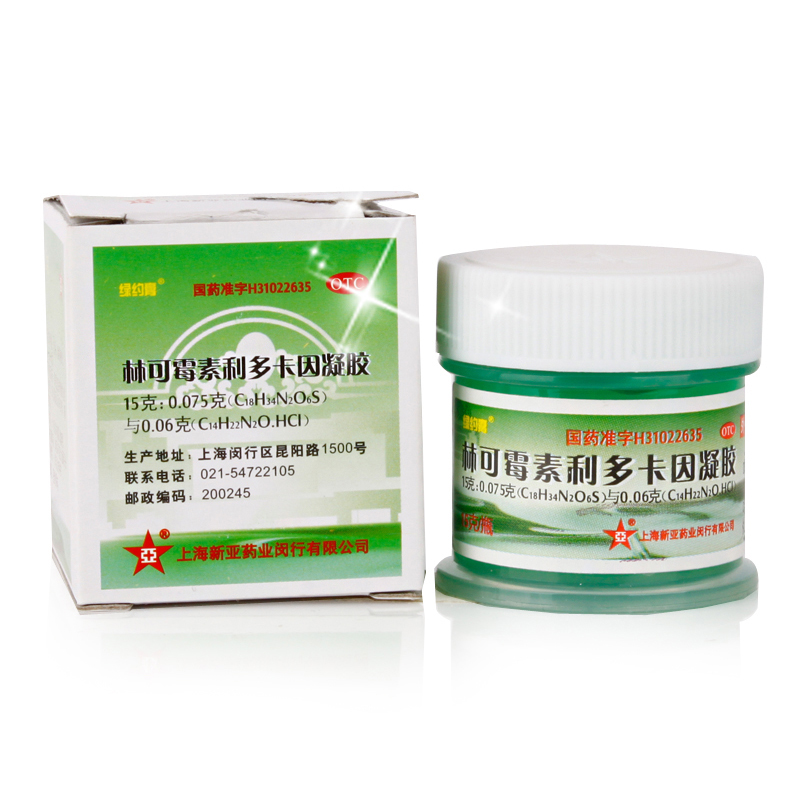 绿约膏®
国药准字H31022635 OTC
林可霉素利多卡因凝胶
15克：0.075克(C18H34N2O6S)
与0.06克(C14H22N2O.HCl)
生产地址：上海闵行区昆阳路1500号
联系电话：021-54722105
邮政编码：200245
亞® 上海新亚药业闵行有限公司
绿约膏®
国药准字H31022635 OTC
林可霉素利多卡因凝胶
15克：0.075克(C18H34N2O6S)与0.06克(C14H22N2O.HCl)
15克/瓶
亞® 上海新亚药业闵行有限公司